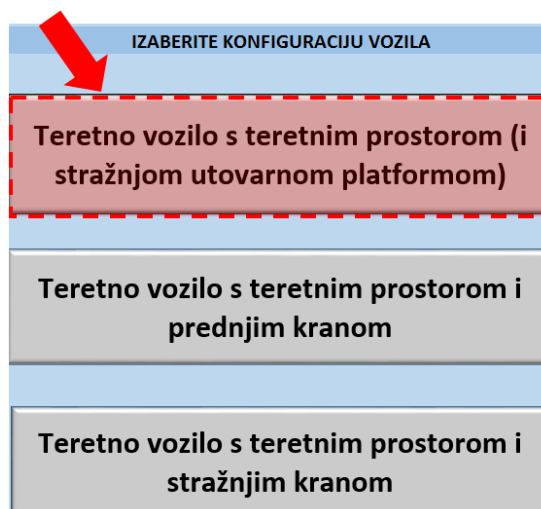 IZABERITE KONFIGURACIJU VOZILA
Teretno vozilo s teretnim prostorom (i
stražnjom utovarnom platformom)
Teretno vozilo s teretnim prostorom i
prednjim kranom
Teretno vozilo s teretnim prostorom i
stražnjim kranom